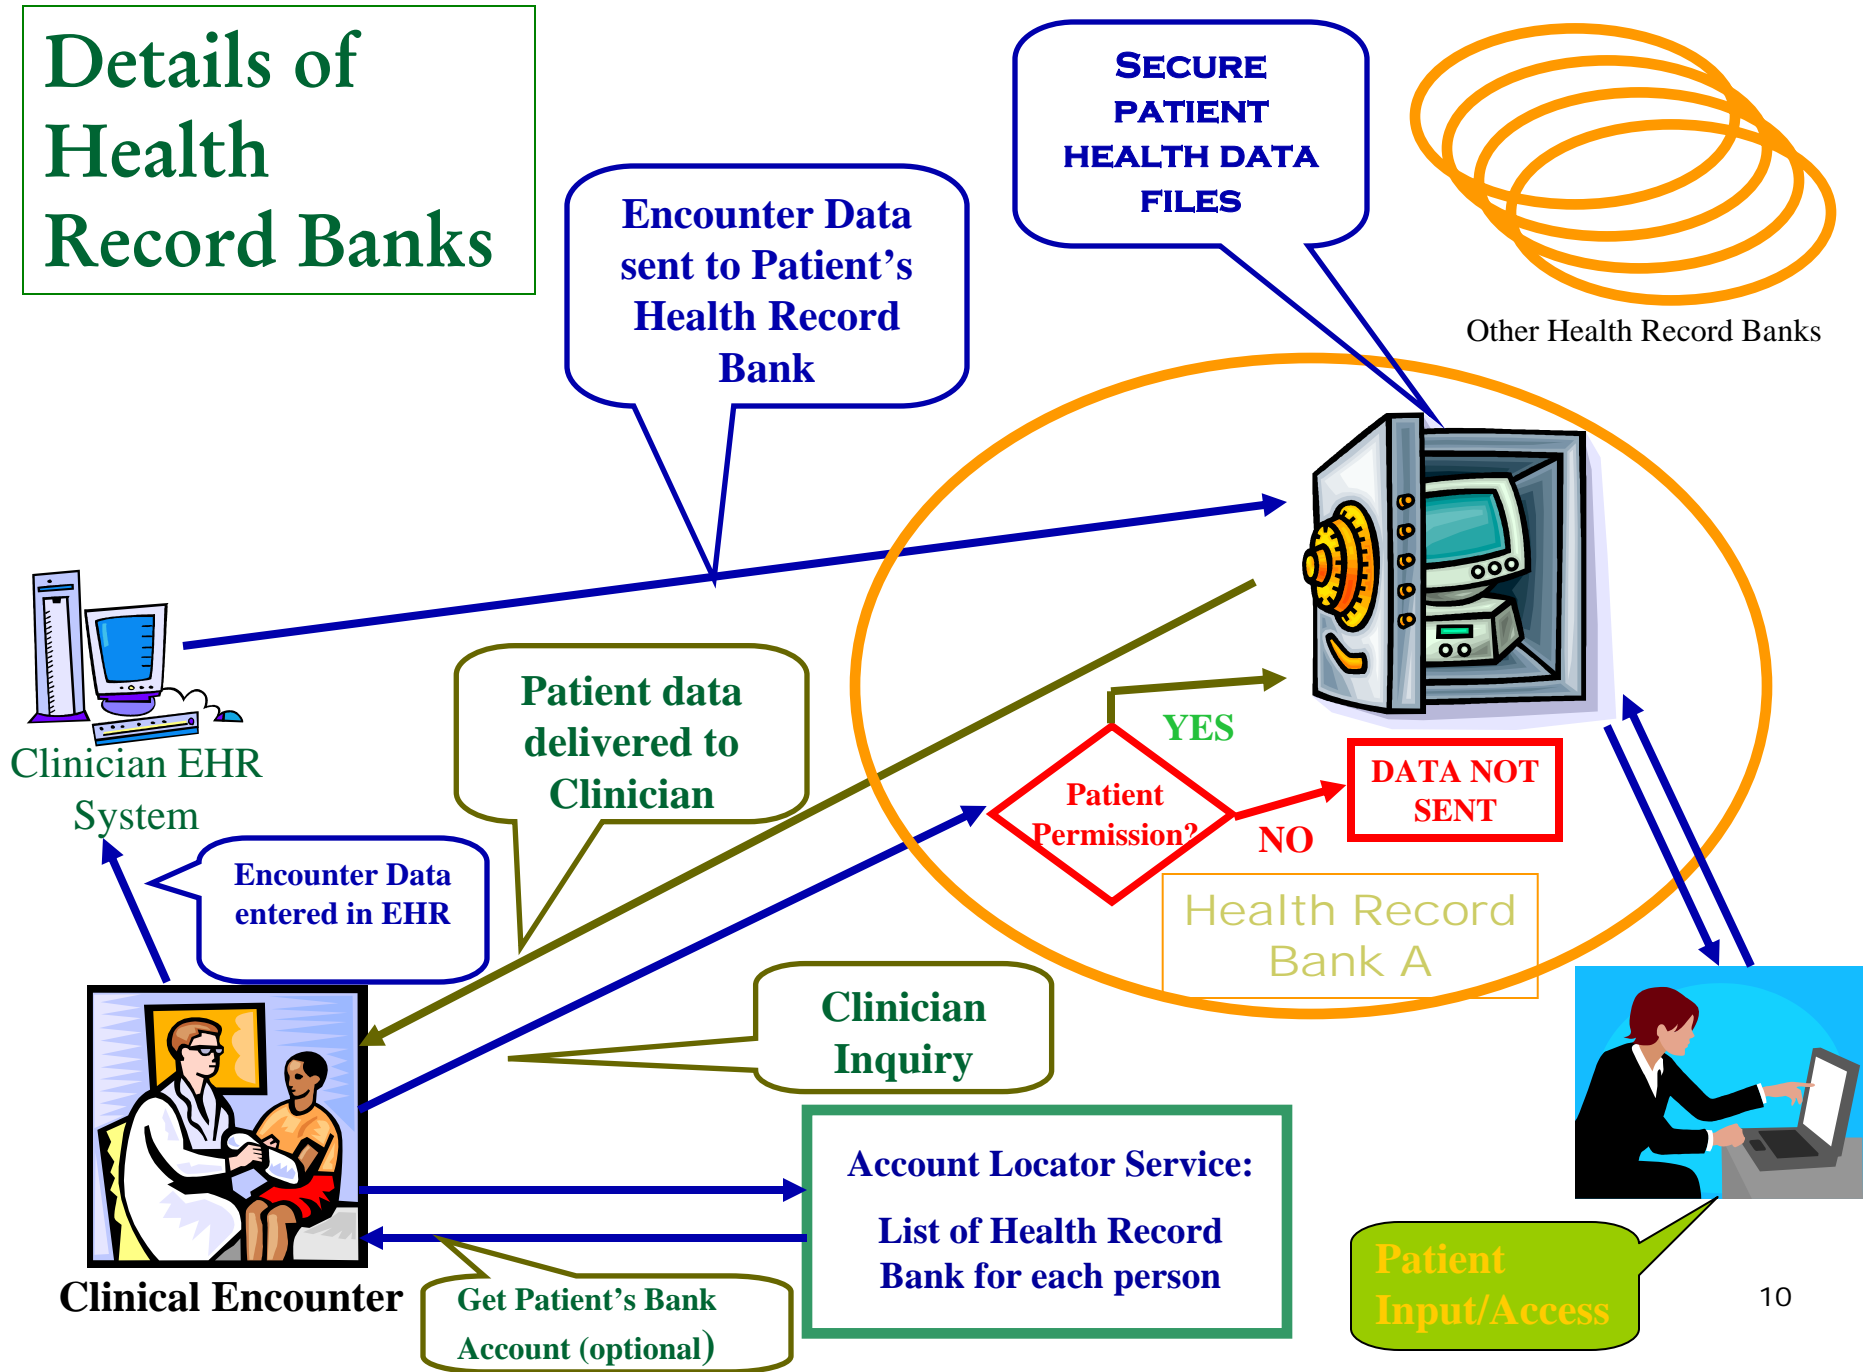 Details of
Health
Record Banks
SECURE
PATIENT
HEALTH DATA
FILES
Other Health Record Banks
Encounter Data
sent to Patient’s
Health Record
Bank
Clinician EHR
System
Patient data
delivered to
Clinician
YES
Patient
Permission?
NO
DATA NOT
SENT
Health Record
Bank A
Encounter Data
entered in EHR
Clinician
Inquiry
Clinical Encounter
Account Locator Service:
List of Health Record
Bank for each person
Get Patient’s Bank
Account (optional)
Patient
Input/Access
10